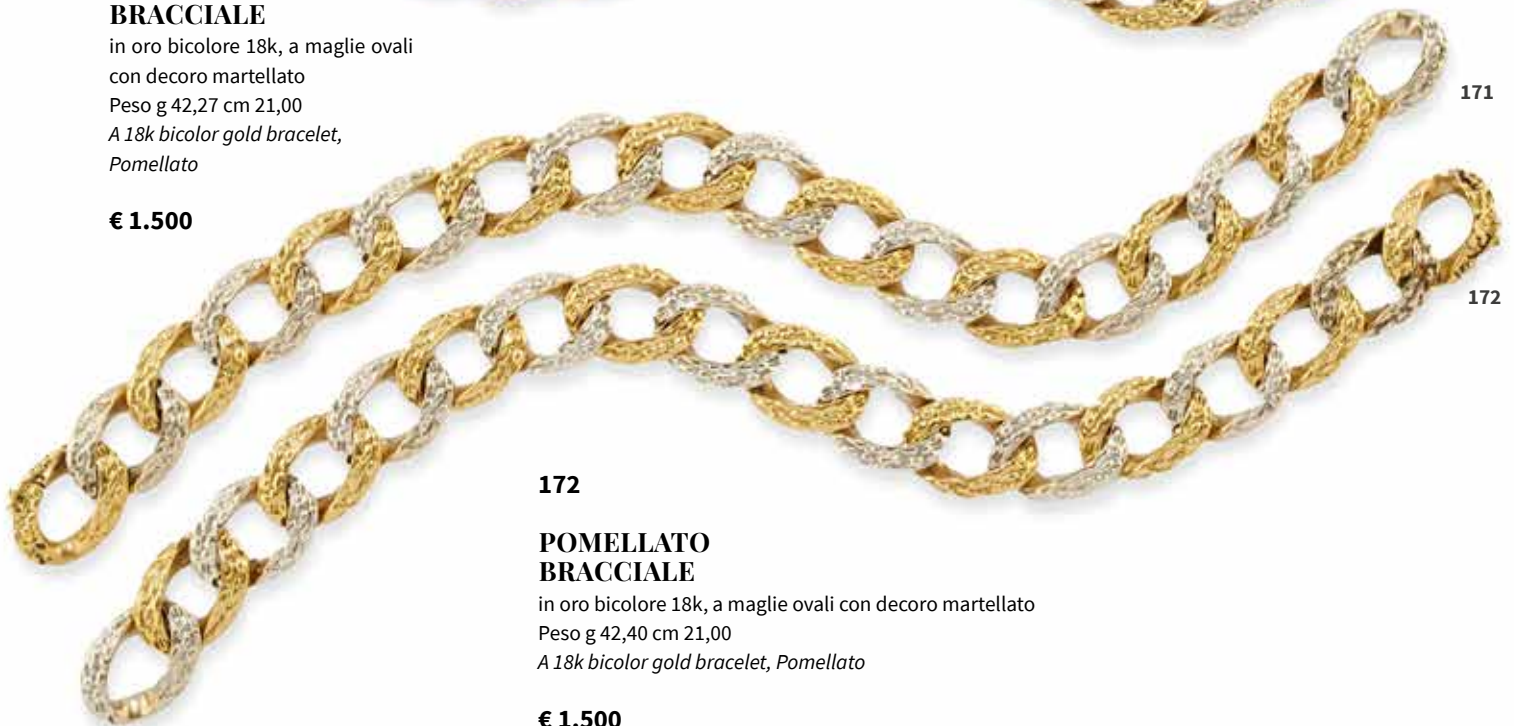 BRACCIALE
in oro bicolore 18k, a maglie ovali
con decoro martellato
Peso g 42,27 cm 21,00
A 18k bicolor gold bracelet,
Pomellato
€ 1.500
171
172
172
POMELLATO
BRACCIALE
in oro bicolore 18k, a maglie ovali con decoro martellato
Peso g 42,40 cm 21,00
A 18k bicolor gold bracelet, Pomellato
€ 1.500